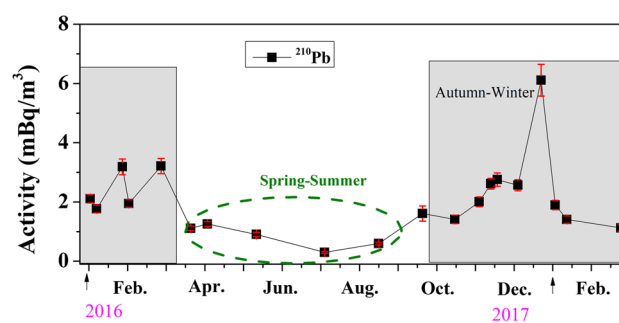 8
6
4
2
0
Activity (mBq/m³)
²¹⁰Pb
Autumn-Winter
Spring-Summer
Feb. Apr. Jun. Aug. Oct. Dec. Feb.
2016 2017